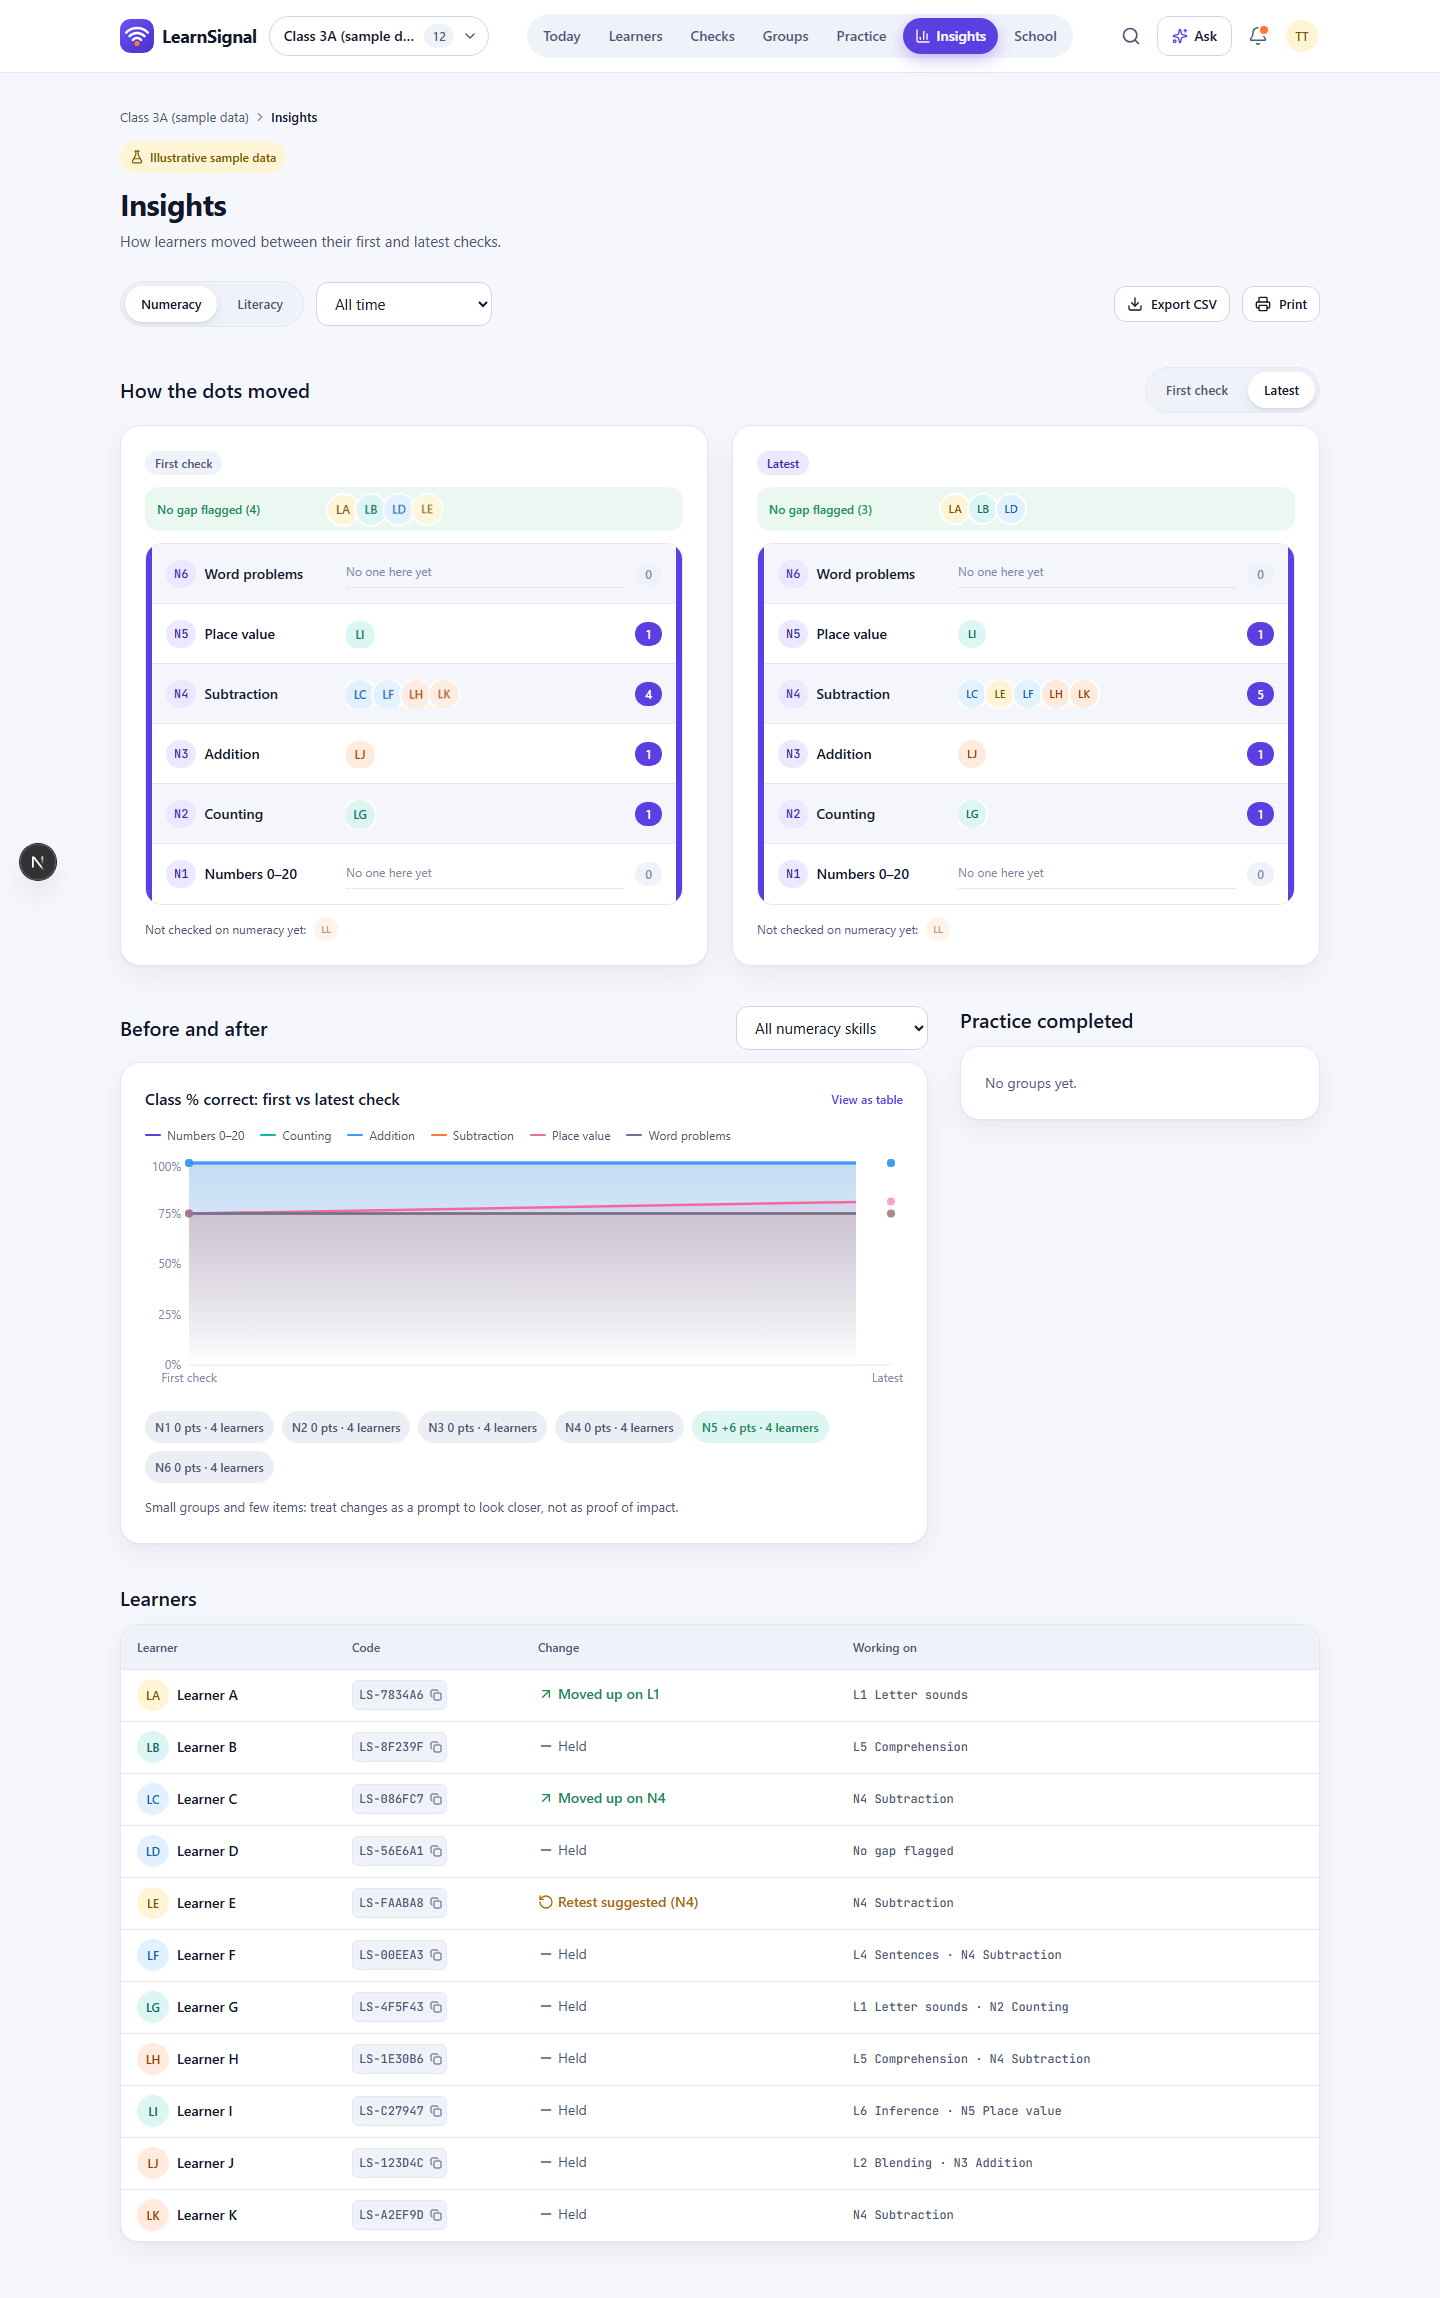 LearnSignal
Class 3A (sample d... 12
Today Learners Checks Groups Practice Insights School
Ask
TT
Class 3A (sample data) > Insights
Illustrative sample data
Insights
How learners moved between their first and latest checks.
Numeracy Literacy
All time
Export CSV
Print
How the dots moved
First check Latest
First check
No gap flagged (4) LA LB LD LE
N6 Word problems No one here yet 0
N5 Place value LI 1
N4 Subtraction LC LF LH LK 4
N3 Addition LJ 1
N2 Counting LG 1
N1 Numbers 0–20 No one here yet 0
Not checked on numeracy yet: LL
Latest
No gap flagged (3) LA LB LD
N6 Word problems No one here yet 0
N5 Place value LI 1
N4 Subtraction LC LE LF LH LK 5
N3 Addition LJ 1
N2 Counting LG 1
N1 Numbers 0–20 No one here yet 0
Not checked on numeracy yet: LL
N
Before and after
All numeracy skills
Class % correct: first vs latest check
View as table
Numbers 0–20 Counting Addition Subtraction Place value Word problems
100%
75%
50%
25%
0%
First check Latest
N1 0 pts · 4 learners N2 0 pts · 4 learners N3 0 pts · 4 learners N4 0 pts · 4 learners N5 +6 pts · 4 learners
N6 0 pts · 4 learners
Small groups and few items: treat changes as a prompt to look closer, not as proof of impact.
Practice completed
No groups yet.
Learners
Learner Code Change Working on
LA Learner A LS-7834A6 Moved up on L1 L1 Letter sounds
LB Learner B LS-8F239F Held L5 Comprehension
LC Learner C LS-086FC7 Moved up on N4 N4 Subtraction
LD Learner D LS-56E6A1 Held No gap flagged
LE Learner E LS-FAABA8 Retest suggested (N4) N4 Subtraction
LF Learner F LS-00EEA3 Held L4 Sentences · N4 Subtraction
LG Learner G LS-4F5F43 Held L1 Letter sounds · N2 Counting
LH Learner H LS-1E30B6 Held L5 Comprehension · N4 Subtraction
LI Learner I LS-C27947 Held L6 Inference · N5 Place value
LJ Learner J LS-123D4C Held L2 Blending · N3 Addition
LK Learner K LS-A2EF9D Held N4 Subtraction